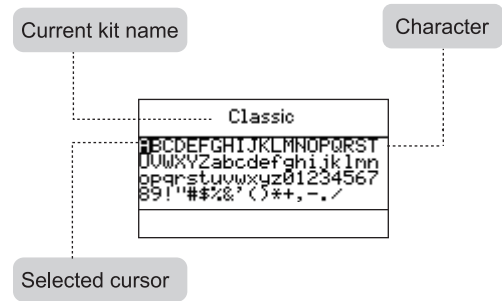 Current kit name
Character
Classic
ABCDEFGHIJKLMNOPQRST
UVWXYZabcdefghijklmn
opqrstuvwxyz01234567
89!"#$%&'()*+,-./
Selected cursor